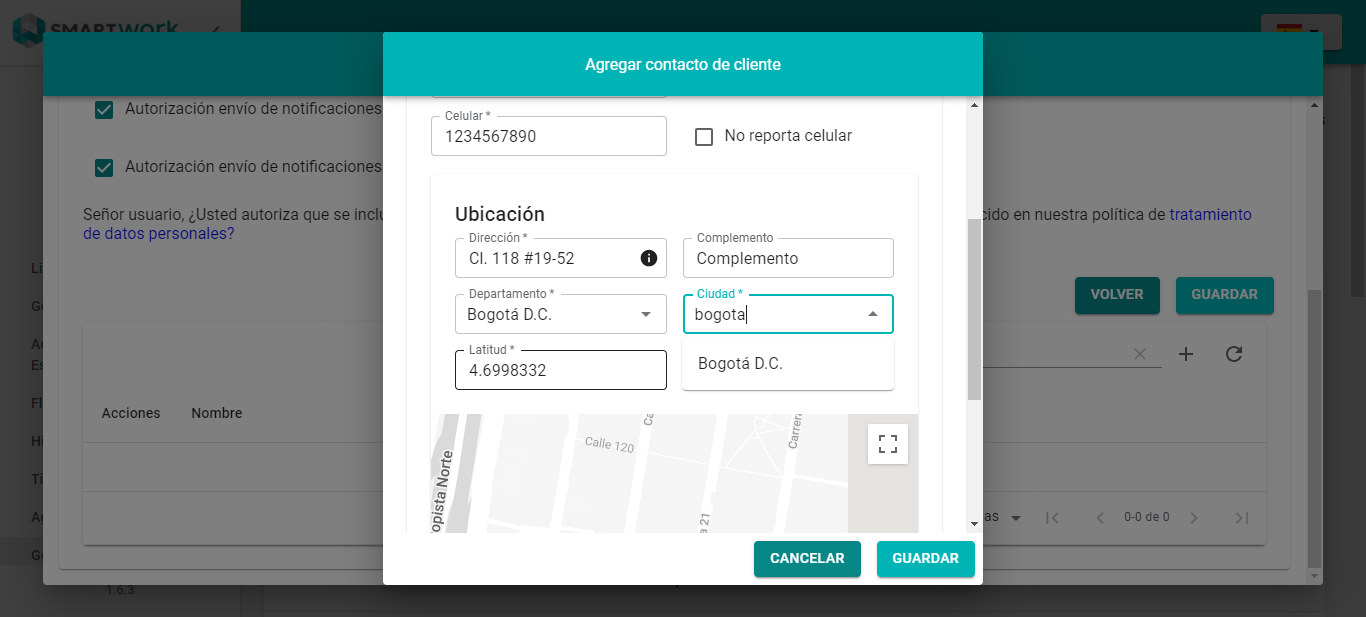 SMARTWORK
Agregar contacto de cliente
Autorización envío de notificaciones
Celular *
1234567890
No reporta celular
Autorización envío de notificaciones
Señor usuario, ¿Usted autoriza que se inclu
cido en nuestra política de tratamiento
de datos personales?
Ubicación
Dirección *
Cl. 118 #19-52
Complemento
Complemento
Departamento *
Bogotá D.C.
Ciudad *
bogota
VOLVER
GUARDAR
Latitud *
4.6998332
Bogotá D.C.
Acciones
Nombre
Calle 120
Carrera
opista Norte
a 21
as
0-0 de 0
CANCELAR
GUARDAR
1.6.3